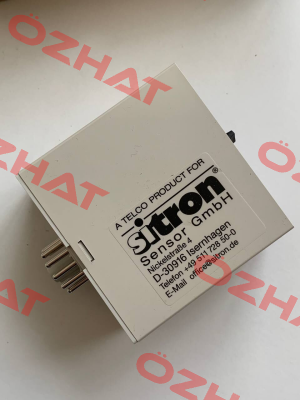 ÖZHAT
ÖZHAT
ÖZHAT
A TELCO PRODUCT FOR
sitron®
Sensor GmbH
Nickelstraße 4
D-30916 Isernhagen
Telefon +49 511 728 50-0
E-Mail office@sitron.de
ÖZHAT
ÖZHAT